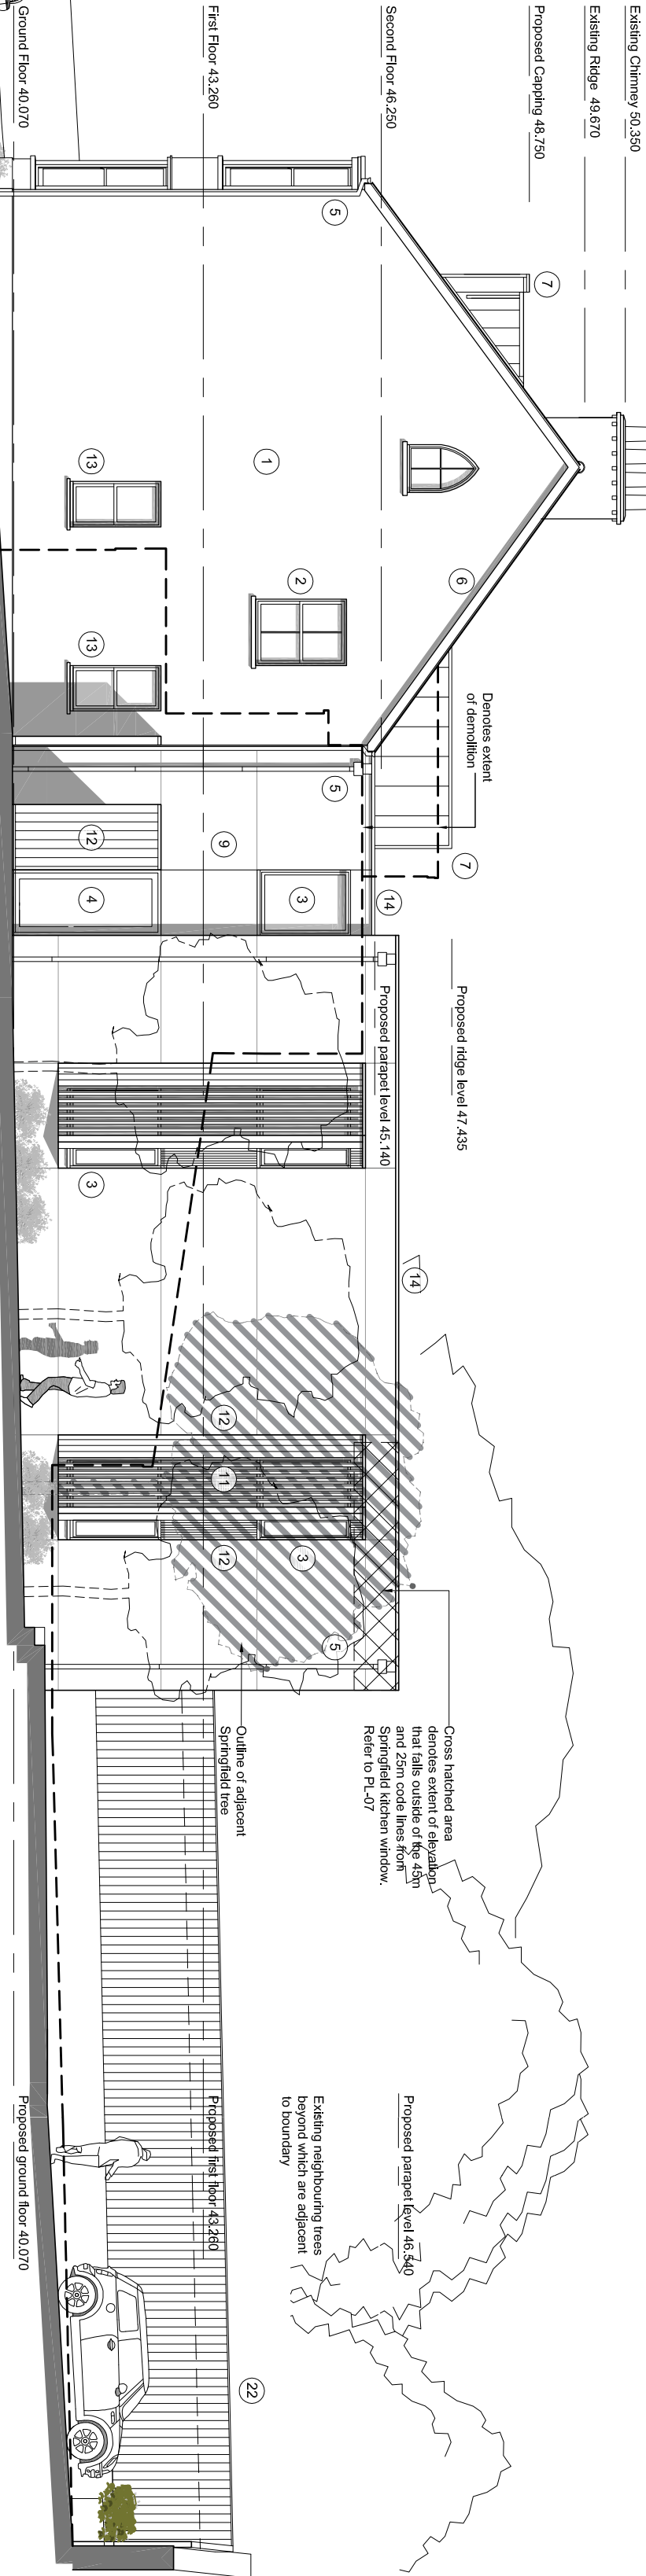 Existing Chimney 50.350
Existing Ridge 49.670
Proposed Capping 48.750
Second Floor 46.250
First Floor 43.260
Ground Floor 40.070
7
5
13
1
6
2
13
Denotes extent
of demolition
5
7
12
9
4
3
14
Proposed ridge level 47.435
Proposed parapet level 45.140
3
14
12
11
12
3
5
Cross hatched area
denotes extent of elevation
that falls outside of the 45m
and 25m code lines from
Springfield kitchen window.
Refer to PL-07
Outline of adjacent
Springfield tree
Proposed parapet level 46.540
Existing neighbouring trees
beyond which are adjacent
to boundary
Proposed first floor 43.260
Proposed ground floor 40.070
22